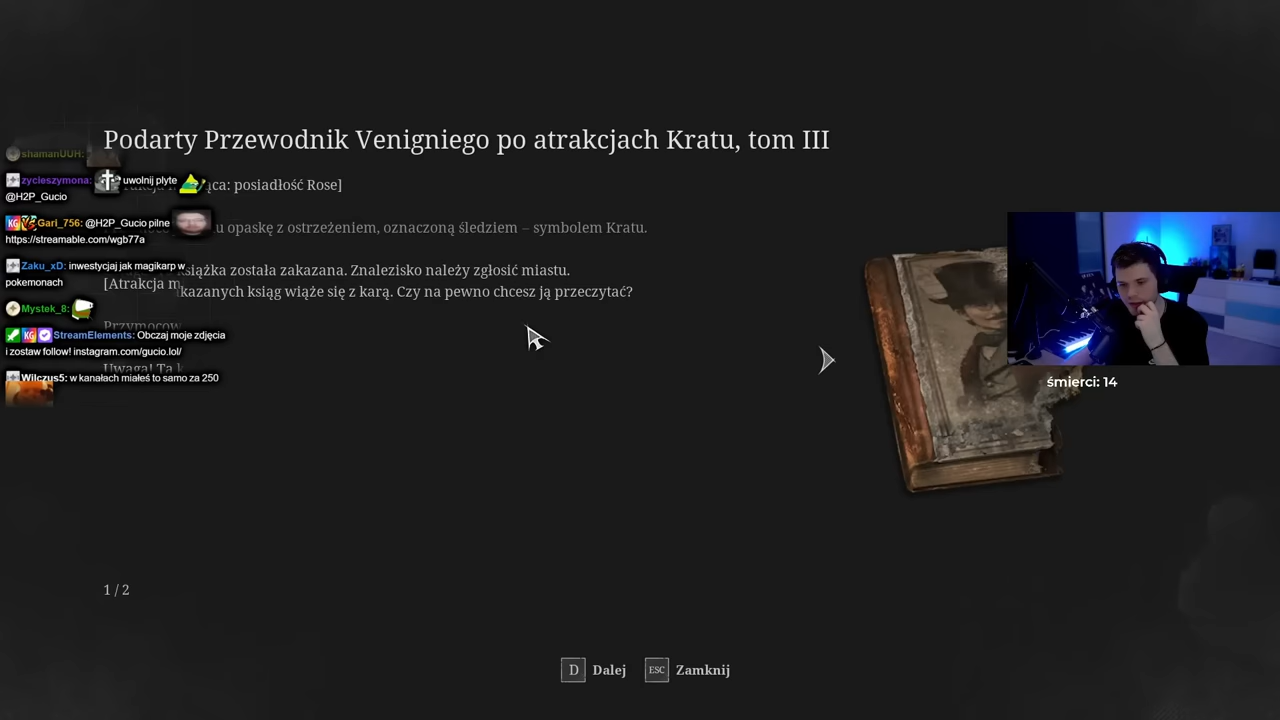 Podarty Przewodnik Venigniego po atrakcjach Kratu, tom III
ąca: posiadłość Rose]
opaskę z ostrzeżeniem, oznaczoną śledziem – symbolem Kratu.
książka została zakazana. Znalezisko należy zgłosić miastu.
[Atrakcja
kazanych ksiąg wiąże się z karą. Czy na pewno chcesz ją przeczytać?
Przymocow
Uwaga! Ta k
shamanUUH:
zycieszymona: uwolnij plyte
@H2P_Gucio
Gari_756: @H2P_Gucio pilne
https://streamable.com/wgb77a
Zaku_xD: inwestycjaj jak magikarp w
pokemonach
Mystek_8:
StreamElements: Obczaj moje zdjęcia
i zostaw follow! instagram.com/gucio.lol/
Wilczus5: w kanałach miałeś to samo za 250
śmierci: 14
1 / 2
D Dalej ESC Zamknij